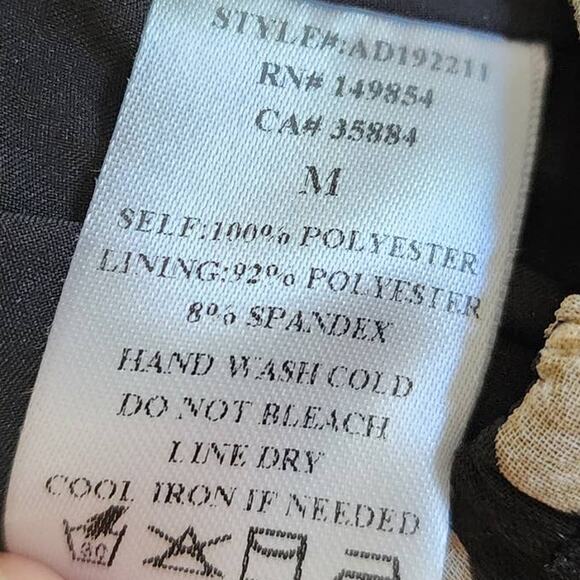 STYLE#:AD192211
RN# 149854
CA# 35884
M
SELF:100% POLYESTER
LINING:92% POLYESTER
8% SPANDEX
HAND WASH COLD
DO NOT BLEACH
LINE DRY
COOL IRON IF NEEDED
30